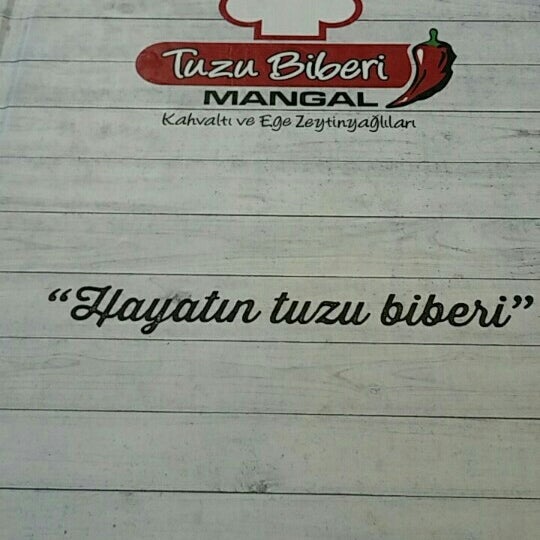 Tuzu Biberi
MANGAL
Kahvaltı ve Ege Zeytinyağlıları
“Hayatın tuzu biberi”